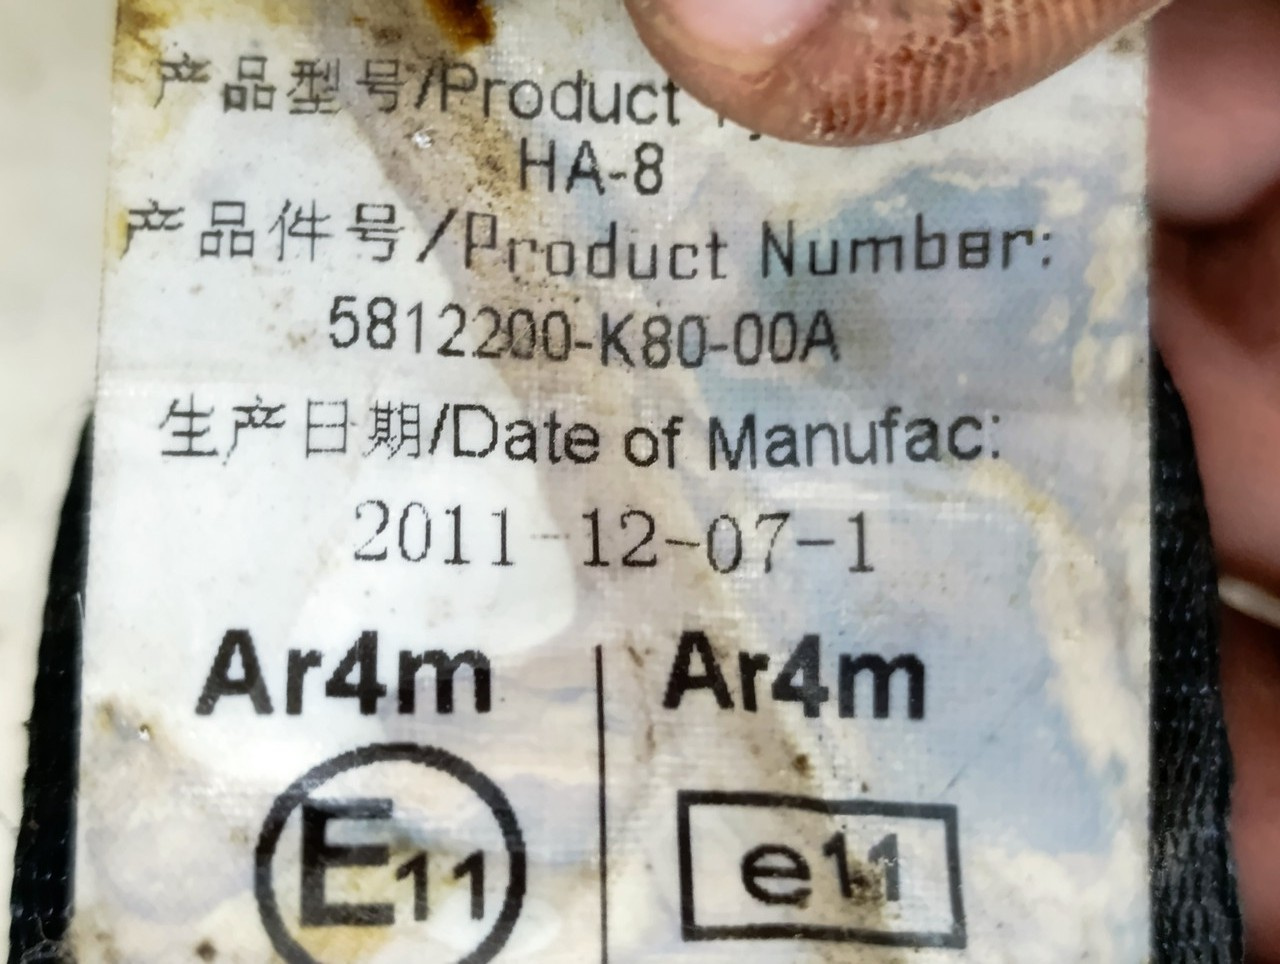 产品型号/Product
HA-8
产品件号/Product Number:
5812200-K80-00A
生产日期/Date of Manufac:
2011-12-07-1
Ar4m
Ar4m
E11
e11